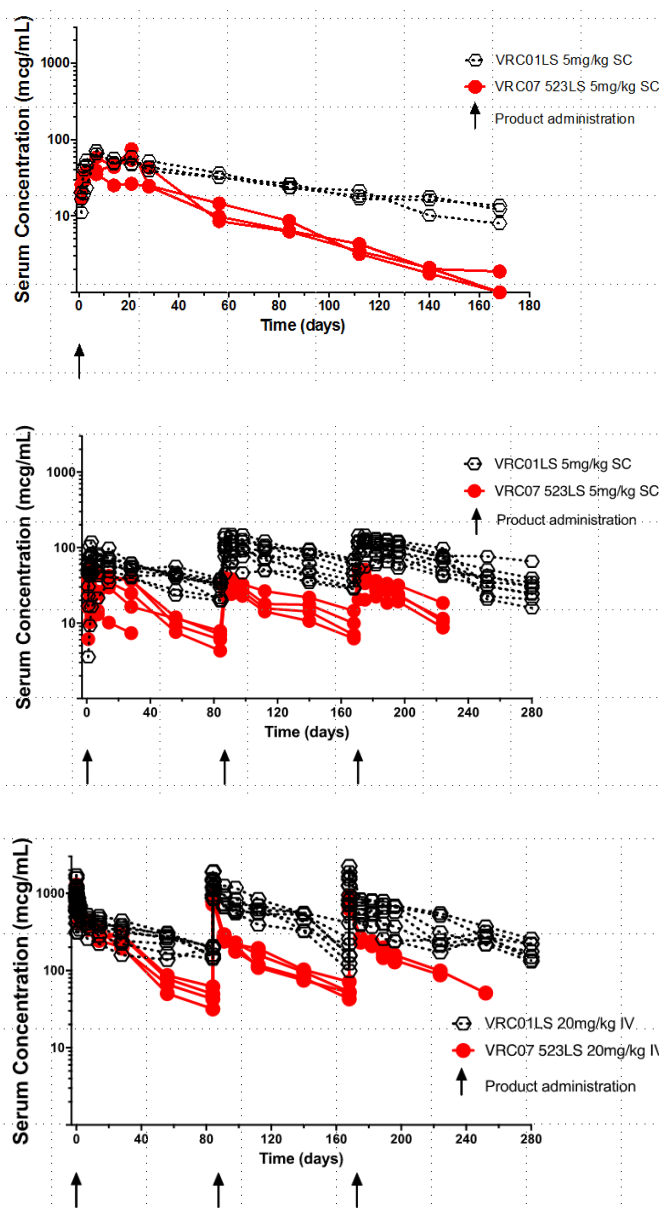 Serum Concentration (mcg/mL)
1000
100
10
0 20 40 60 80 100 120 140 160 180
Time (days)
VRC01LS 5mg/kg SC
VRC07 523LS 5mg/kg SC
Product administration
Serum Concentration (mcg/mL)
1000
100
10
0 40 80 120 160 200 240 280
Time (days)
VRC01LS 5mg/kg SC
VRC07 523LS 5mg/kg SC
Product administration
Serum Concentration (mcg/mL)
1000
100
10
0 40 80 120 160 200 240 280
Time (days)
VRC01LS 20mg/kg IV
VRC07 523LS 20mg/kg IV
Product administration